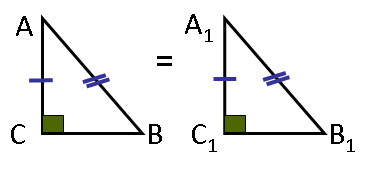 A = A₁
C B C₁ B₁